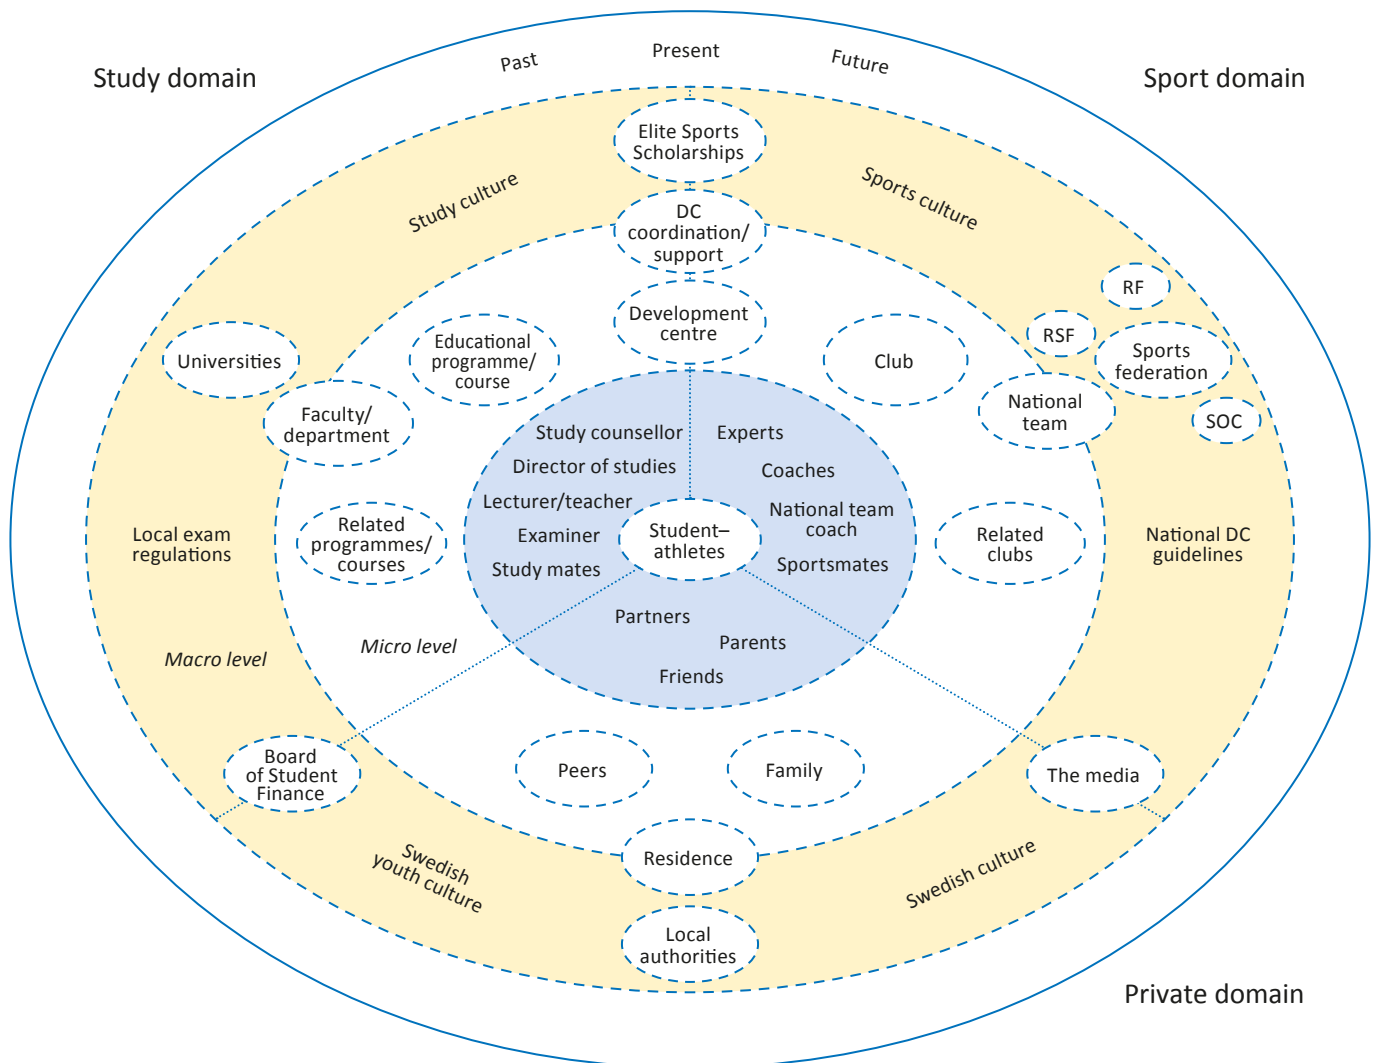 Past
Present
Future
Study domain
Sport domain
Elite Sports
Scholarships
Study culture
Sports culture
DC
coordination/
support
RF
Development
centre
RSF
Universities
Educational
programme/
course
Club
Sports
federation
Faculty/
department
National
team
SOC
Study counsellor
Experts
Director of studies
Coaches
Lecturer/teacher
National team
coach
Examiner
Student–
athletes
Study mates
Sportsmates
Local exam
regulations
Related
programmes/
courses
Related
clubs
National DC
guidelines
Partners
Parents
Friends
Macro level
Micro level
Board
of Student
Finance
Peers
Family
The media
Swedish
youth culture
Residence
Swedish culture
Local
authorities
Private domain